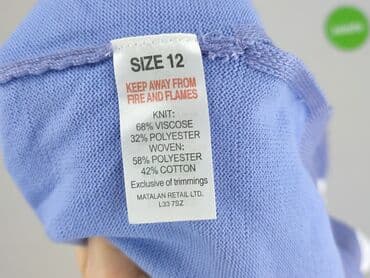 SIZE 12
KEEP AWAY FROM
FIRE AND FLAMES
KNIT:
68% VISCOSE
32% POLYESTER
WOVEN:
58% POLYESTER
42% COTTON
Exclusive of trimmings
MATALAN RETAIL LTD.
L33 7SZ